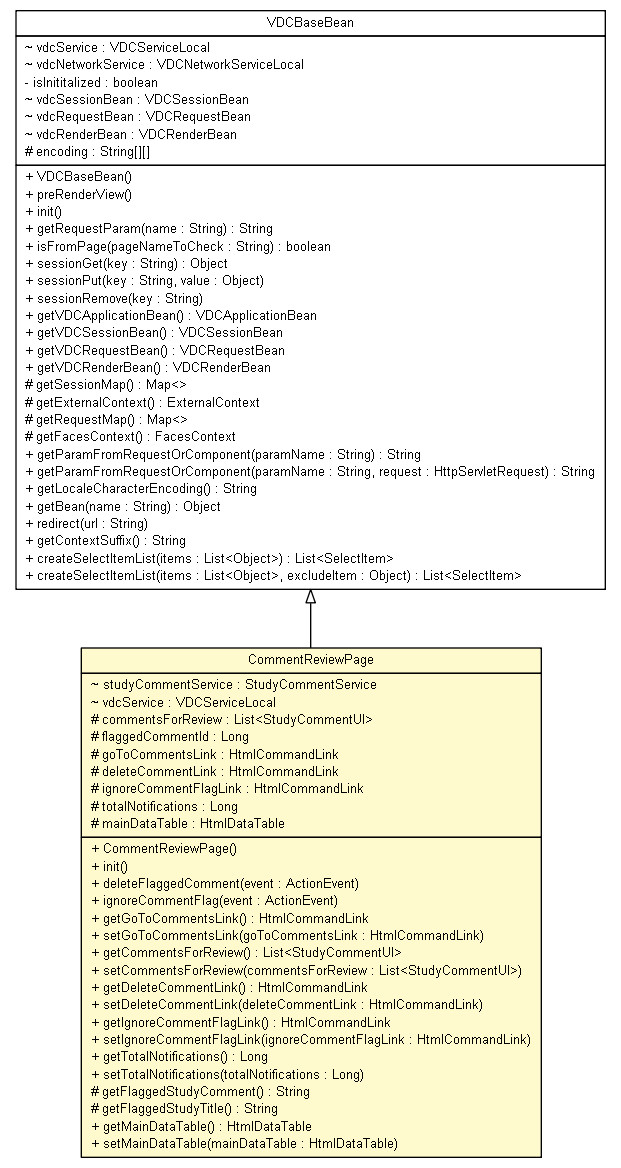 VDCBaseBean
~ vdcService : VDCServiceLocal
~ vdcNetworkService : VDCNetworkServiceLocal
- isInititalized : boolean
~ vdcSessionBean : VDCSessionBean
~ vdcRequestBean : VDCRequestBean
~ vdcRenderBean : VDCRenderBean
# encoding : String[][]
+ VDCBaseBean()
+ preRenderView()
+ init()
+ getRequestParam(name : String) : String
+ isFromPage(pageNameToCheck : String) : boolean
+ sessionGet(key : String) : Object
+ sessionPut(key : String, value : Object)
+ sessionRemove(key : String)
+ getVDCApplicationBean() : VDCApplicationBean
+ getVDCSessionBean() : VDCSessionBean
+ getVDCRequestBean() : VDCRequestBean
+ getVDCRenderBean() : VDCRenderBean
# getSessionMap() : Map<>
# getExternalContext() : ExternalContext
# getRequestMap() : Map<>
# getFacesContext() : FacesContext
+ getParamFromRequestOrComponent(paramName : String) : String
+ getParamFromRequestOrComponent(paramName : String, request : HttpServletRequest) : String
+ getLocaleCharacterEncoding() : String
+ getBean(name : String) : Object
+ redirect(url : String)
+ getContextSuffix() : String
+ createSelectItemList(items : List<Object>) : List<SelectItem>
+ createSelectItemList(items : List<Object>, excludeItem : Object) : List<SelectItem>
CommentReviewPage
~ studyCommentService : StudyCommentService
~ vdcService : VDCServiceLocal
# commentsForReview : List<StudyCommentUI>
# flaggedCommentId : Long
# goToCommentsLink : HtmlCommandLink
# deleteCommentLink : HtmlCommandLink
# ignoreCommentFlagLink : HtmlCommandLink
# totalNotifications : Long
# mainDataTable : HtmlDataTable
+ CommentReviewPage()
+ init()
+ deleteFlaggedComment(event : ActionEvent)
+ ignoreCommentFlag(event : ActionEvent)
+ getGoToCommentsLink() : HtmlCommandLink
+ setGoToCommentsLink(goToCommentsLink : HtmlCommandLink)
+ getCommentsForReview() : List<StudyCommentUI>
+ setCommentsForReview(commentsForReview : List<StudyCommentUI>)
+ getDeleteCommentLink() : HtmlCommandLink
+ setDeleteCommentLink(deleteCommentLink : HtmlCommandLink)
+ getIgnoreCommentFlagLink() : HtmlCommandLink
+ setIgnoreCommentFlagLink(ignoreCommentFlagLink : HtmlCommandLink)
+ getTotalNotifications() : Long
+ setTotalNotifications(totalNotifications : Long)
# getFlaggedStudyComment() : String
# getFlaggedStudyTitle() : String
+ getMainDataTable() : HtmlDataTable
+ setMainDataTable(mainDataTable : HtmlDataTable)